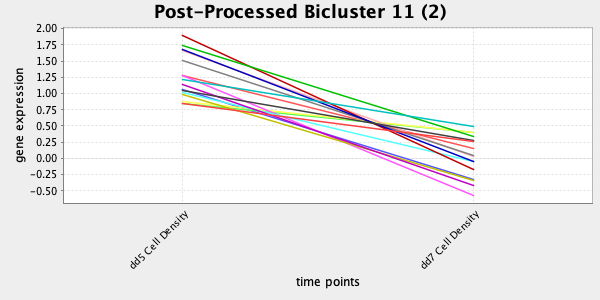 Post-Processed Bicluster 11 (2)
2.00
1.75
1.50
1.25
1.00
0.75
0.50
0.25
0.00
-0.25
-0.50
gene expression
dd5 Cell Density
dd7 Cell Density
time points